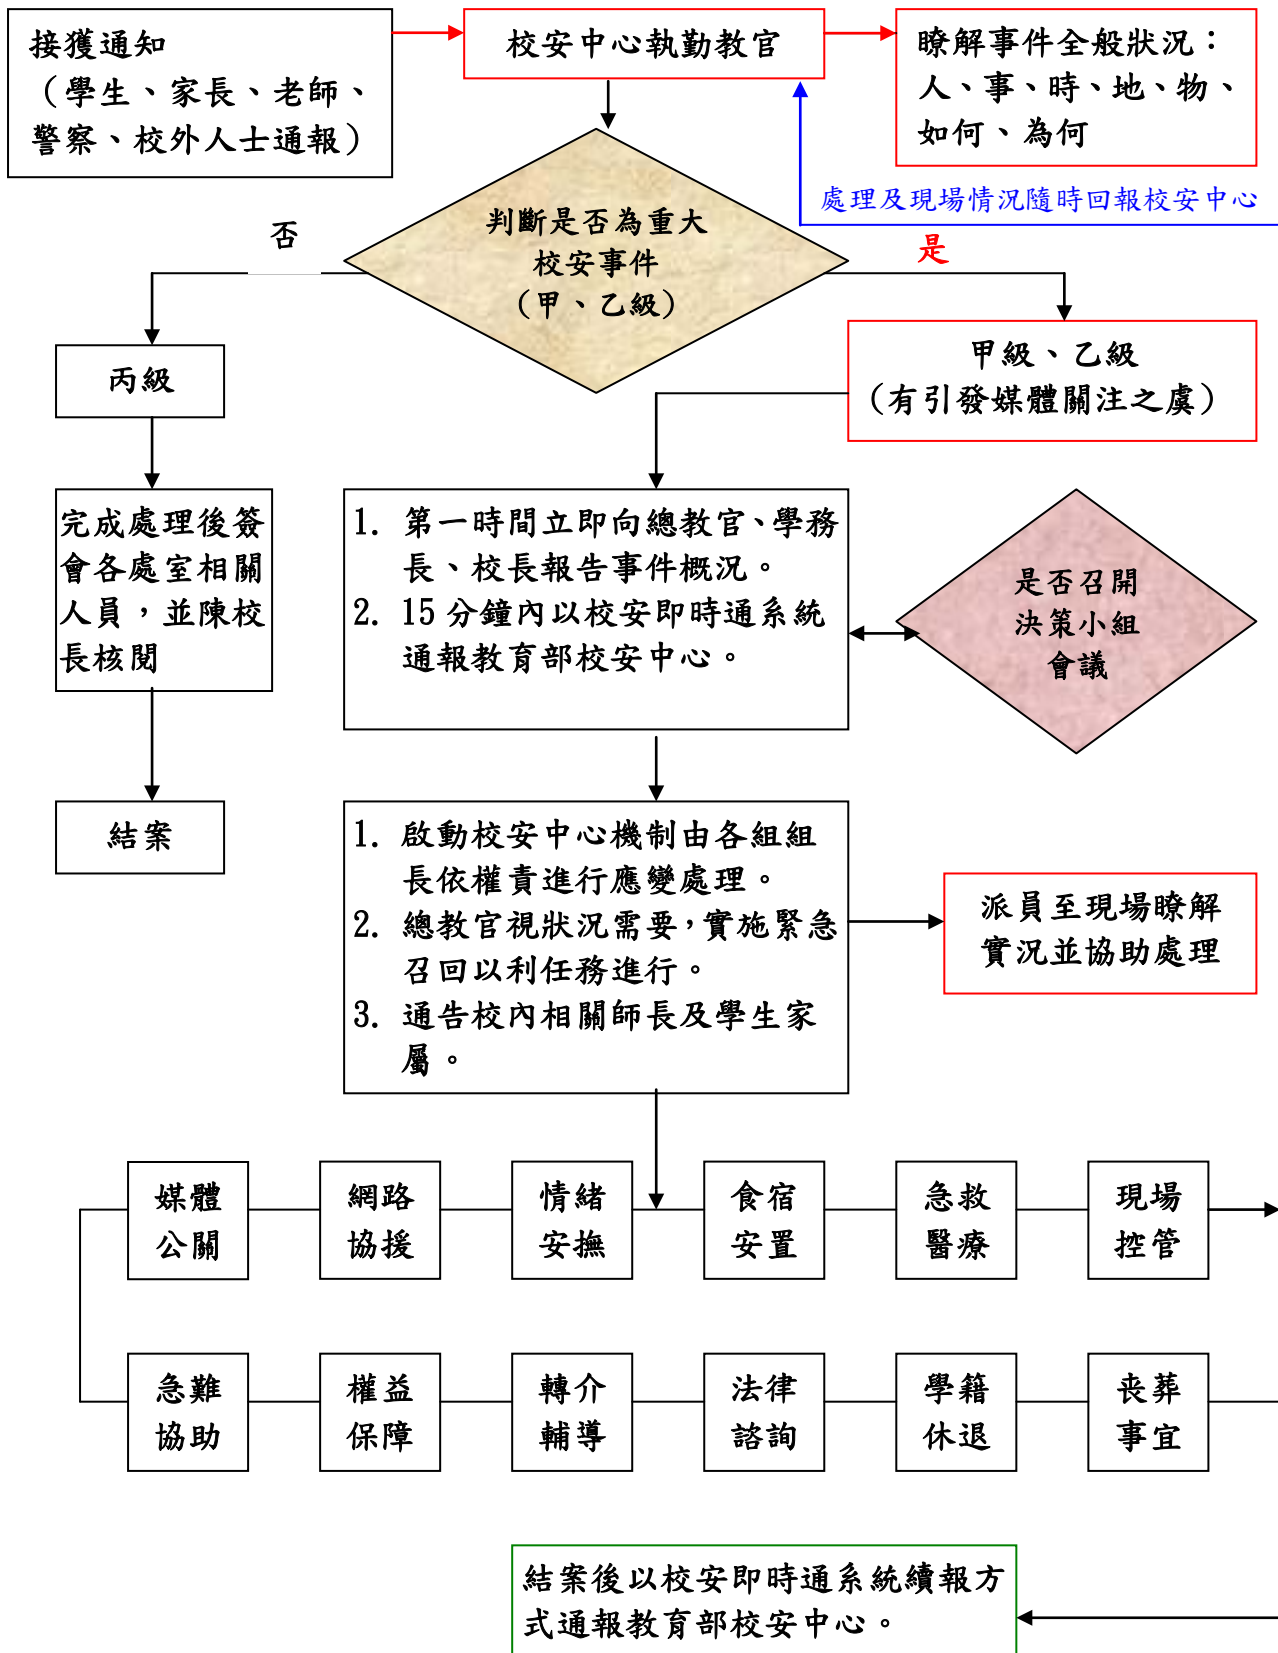 接獲通知
（學生、家長、老師、
警察、校外人士通報）
校安中心執勤教官
瞭解事件全般狀況：
人、事、時、地、物、
如何、為何
處理及現場情況隨時回報校安中心
判斷是否為重大
校安事件
（甲、乙級）
否
是
丙級
甲級、乙級
（有引發媒體關注之虞）
完成處理後簽
會各處室相關
人員，並陳校
長核閱
1. 第一時間立即向總教官、學務
長、校長報告事件概況。
2. 15分鐘內以校安即時通系統
通報教育部校安中心。
是否召開
決策小組
會議
結案
1. 啟動校安中心機制由各組組
長依權責進行應變處理。
2. 總教官視狀況需要，實施緊急
召回以利任務進行。
3. 通告校內相關師長及學生家
屬。
派員至現場瞭解
實況並協助處理
媒體
公關
網路
協援
情緒
安撫
食宿
安置
急救
醫療
現場
控管
急難
協助
權益
保障
轉介
輔導
法律
諮詢
學籍
休退
喪葬
事宜
結案後以校安即時通系統續報方
式通報教育部校安中心。